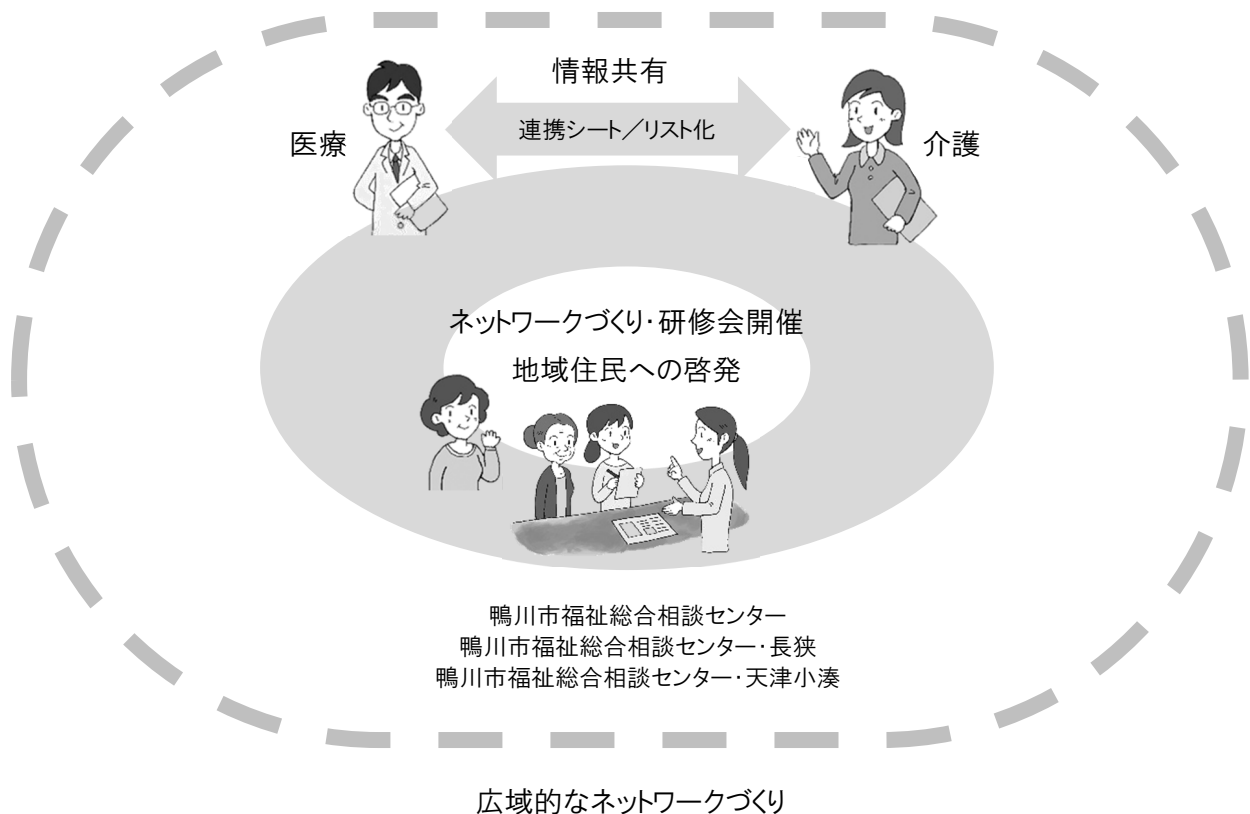 情報共有
連携シート／リスト化
医療
介護
ネットワークづくり・研修会開催
地域住民への啓発
鴨川市福祉総合相談センター
鴨川市福祉総合相談センター・長狭
鴨川市福祉総合相談センター・天津小湊
広域的なネットワークづくり